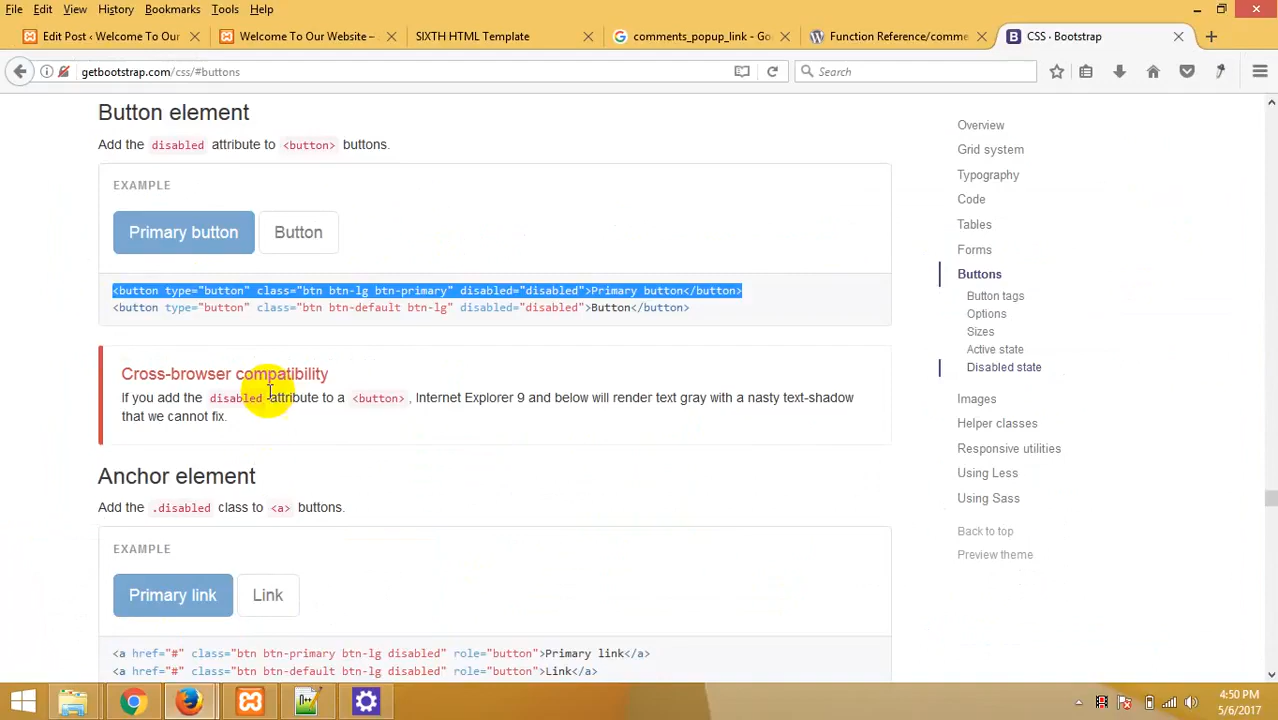 File Edit View History Bookmarks Tools Help
Edit Post ‹ Welcome To Our
Welcome To Our Website –
SIXTH HTML Template
comments_popup_link - Go
Function Reference/comme
CSS · Bootstrap
getbootstrap.com/css/#buttons
Search
Button element
Add the disabled attribute to <button> buttons.
EXAMPLE
Primary button
Button
<button type="button" class="btn btn-lg btn-primary" disabled="disabled">Primary button</button>
<button type="button" class="btn btn-default btn-lg" disabled="disabled">Button</button>
Cross-browser compatibility
If you add the disabled attribute to a <button>, Internet Explorer 9 and below will render text gray with a nasty text-shadow
that we cannot fix.
Anchor element
Add the .disabled class to <a> buttons.
EXAMPLE
Primary link
Link
<a href="#" class="btn btn-primary btn-lg disabled" role="button">Primary link</a>
<a href="#" class="btn btn-default btn-lg disabled" role="button">Link</a>
Overview
Grid system
Typography
Code
Tables
Forms
Buttons
Button tags
Options
Sizes
Active state
Disabled state
Images
Helper classes
Responsive utilities
Using Less
Using Sass
Back to top
Preview theme
4:50 PM
5/6/2017